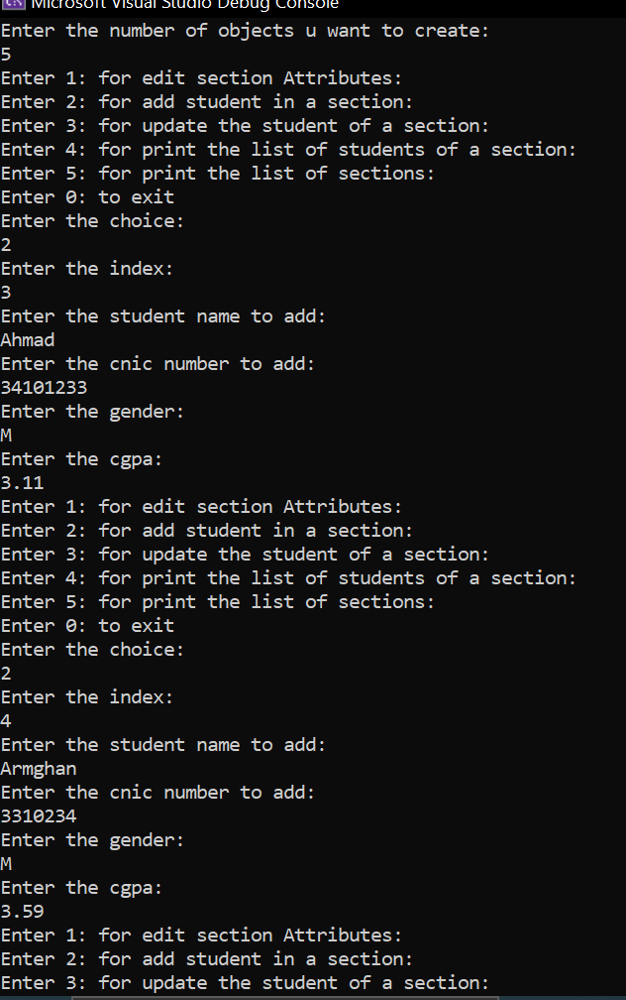 Microsoft Visual Studio Debug Console
Enter the number of objects u want to create:
5
Enter 1: for edit section Attributes:
Enter 2: for add student in a section:
Enter 3: for update the student of a section:
Enter 4: for print the list of students of a section:
Enter 5: for print the list of sections:
Enter 0: to exit
Enter the choice:
2
Enter the index:
3
Enter the student name to add:
Ahmad
Enter the cnic number to add:
34101233
Enter the gender:
M
Enter the cgpa:
3.11
Enter 1: for edit section Attributes:
Enter 2: for add student in a section:
Enter 3: for update the student of a section:
Enter 4: for print the list of students of a section:
Enter 5: for print the list of sections:
Enter 0: to exit
Enter the choice:
2
Enter the index:
4
Enter the student name to add:
Armghan
Enter the cnic number to add:
3310234
Enter the gender:
M
Enter the cgpa:
3.59
Enter 1: for edit section Attributes:
Enter 2: for add student in a section:
Enter 3: for update the student of a section: